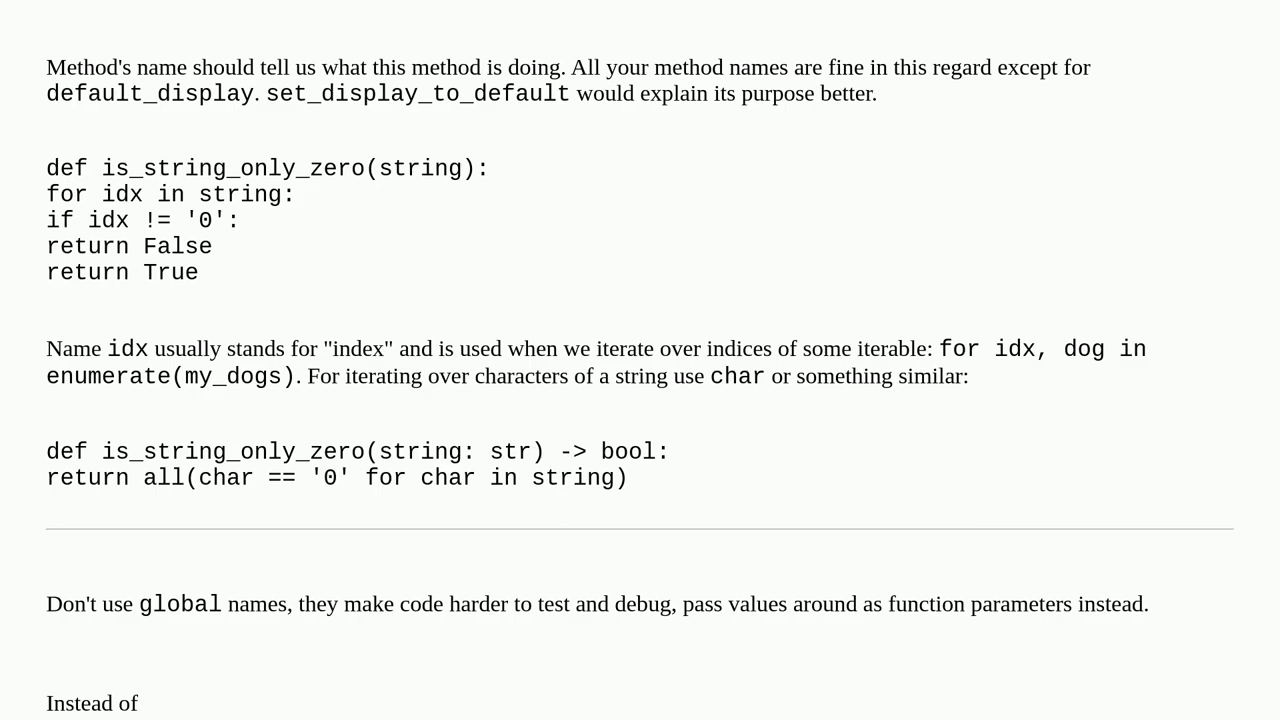 Method's name should tell us what this method is doing. All your method names are fine in this regard except for
default_display. set_display_to_default would explain its purpose better.
def is_string_only_zero(string):
for idx in string:
if idx != '0':
return False
return True
Name idx usually stands for "index" and is used when we iterate over indices of some iterable: for idx, dog in
enumerate(my_dogs). For iterating over characters of a string use char or something similar:
def is_string_only_zero(string: str) -> bool:
return all(char == '0' for char in string)
Don't use global names, they make code harder to test and debug, pass values around as function parameters instead.
Instead of